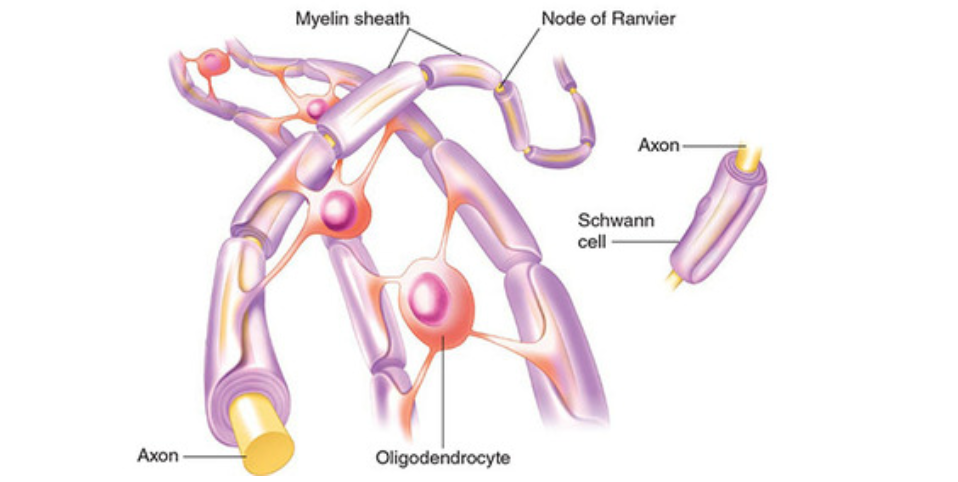 Myelin sheath
Node of Ranvier
Axon
Schwann
cell
Axon
Oligodendrocyte